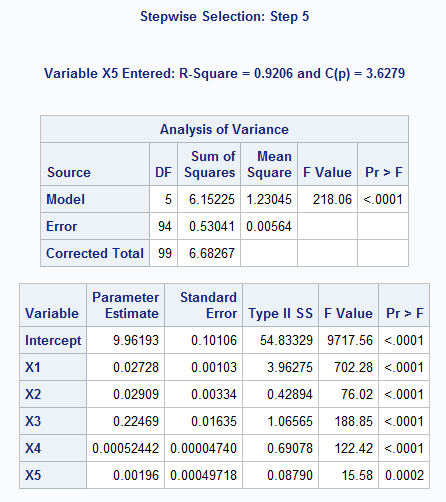 Stepwise Selection: Step 5
Variable X5 Entered: R-Square = 0.9206 and C(p) = 3.6279
Analysis of Variance
Source DF Sum of Squares Mean Square F Value Pr > F
Model 5 6.15225 1.23045 218.06 <.0001
Error 94 0.53041 0.00564
Corrected Total 99 6.68267
Variable Parameter Estimate Standard Error Type II SS F Value Pr > F
Intercept 9.96193 0.10106 54.83329 9717.56 <.0001
X1 0.02728 0.00103 3.96275 702.28 <.0001
X2 0.02909 0.00334 0.42894 76.02 <.0001
X3 0.22469 0.01635 1.06565 188.85 <.0001
X4 0.00052442 0.00004740 0.69078 122.42 <.0001
X5 0.00196 0.00049718 0.08790 15.58 0.0002